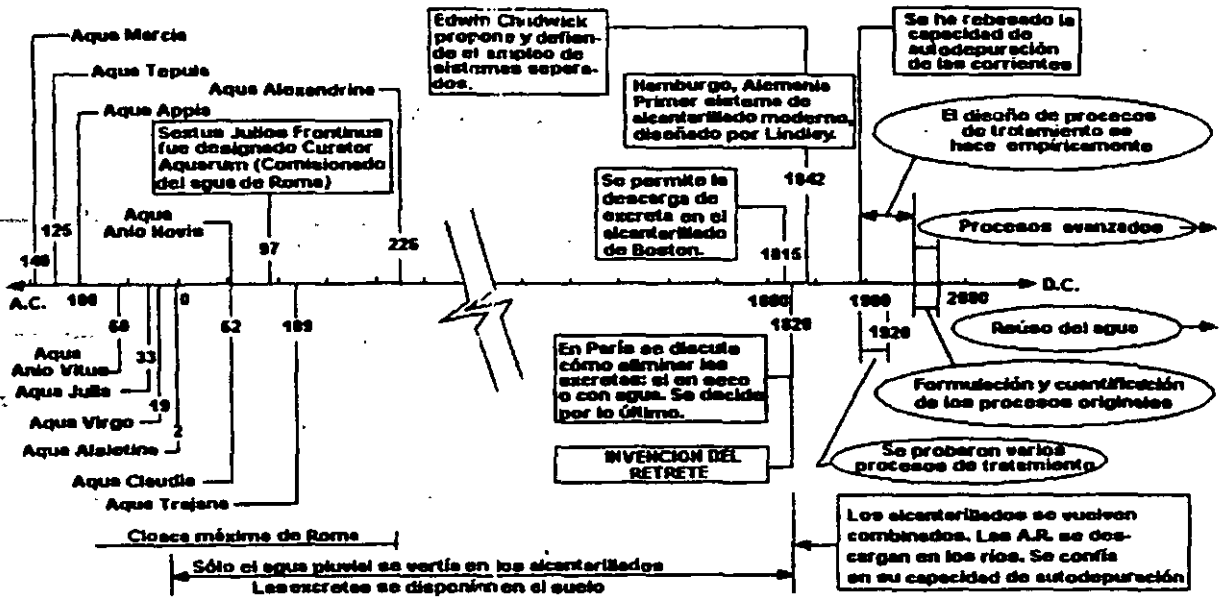 Aqua Marcia
Aqua Tepula
Aqua Appia
Aqua Alexandrina
Sextus Julios Frontinus
fue designado Curator
Aquarum (Comisionado
del agua de Roma)
Aqua
Anio Novis
Edwin Chadwick
propone y defien-
de el empleo de
sistemas separa-
dos.
Hamburgo, Alemania
Primer sistema de
alcantarillado moderno,
diseñado por Lindley.
Se permite la
descarga de
excreta en el
alcantarillado
de Boston.
Se ha rebasado la
capacidad de
autodepuración
de las corrientes
El diseño de procesos
de tratamiento se
hace empíricamente
Procesos avanzados
125
97
226
1815
1842
A.C.
100
0
1800
1900
2000
D.C.
60
33
19
2
52
109
1820
1920
Aqua
Anio Vitus
Aqua Julia
Aqua Virgo
Aqua Alsietina
Aqua Claudia
Aqua Trajana
En París se discute
cómo eliminar las
excretas: si en seco
o con agua. Se decide
por lo último.
INVENCION DEL
RETRETE
Reúso del agua
Formulación y cuantificación
de los procesos originales
Se probaron varios
procesos de tratamiento
Cloaca máxima de Roma
Sólo el agua pluvial se vertía en los alcantarillados
Las excretas se disponían en el suelo
Los alcantarillados se vuelven
combinados. Las A.R. se des-
cargan en los ríos. Se confía
en su capacidad de autodepuración